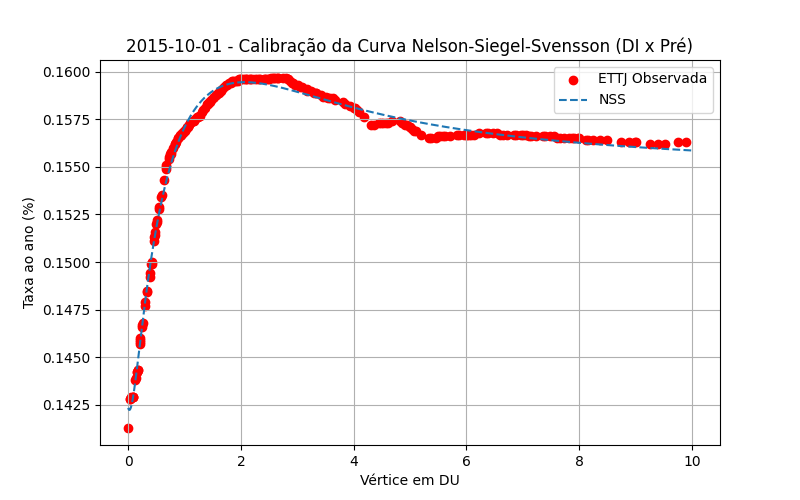 2015-10-01 - Calibração da Curva Nelson-Siegel-Svensson (DI x Pré)
ETTJ Observada
NSS
Taxa ao ano (%)
0.1600
0.1575
0.1550
0.1525
0.1500
0.1475
0.1450
0.1425
0 2 4 6 8 10
Vértice em DU